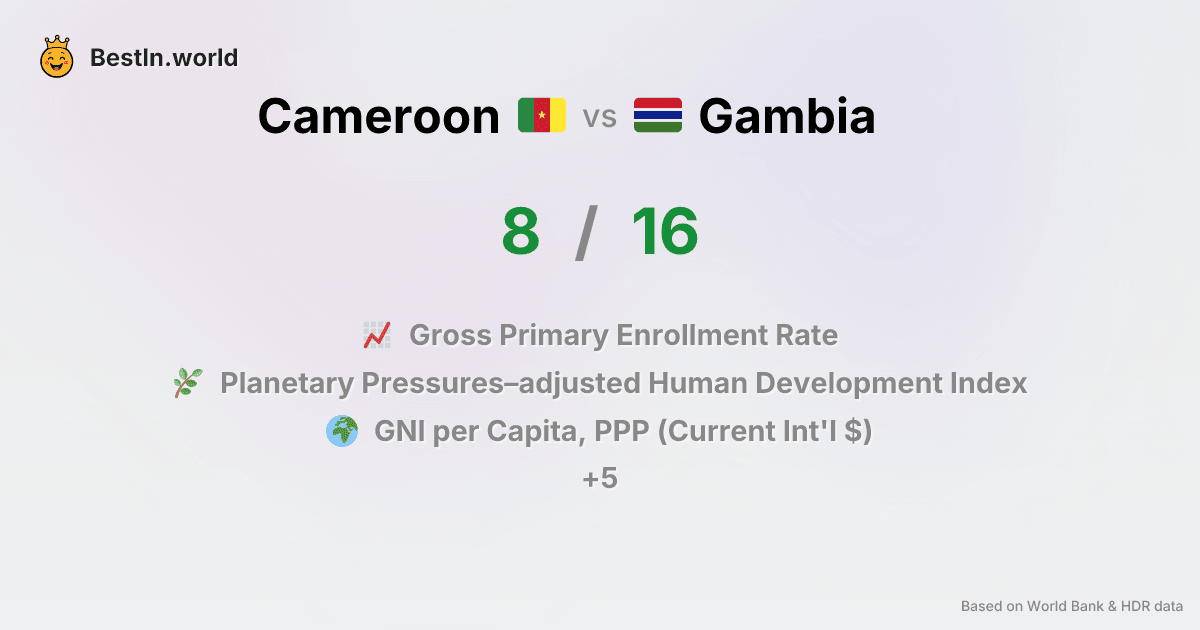 BestIn.world
Cameroon vs Gambia
8 / 16
Gross Primary Enrollment Rate
Planetary Pressures–adjusted Human Development Index
GNI per Capita, PPP (Current Int'l $)
+5
Based on World Bank & HDR data